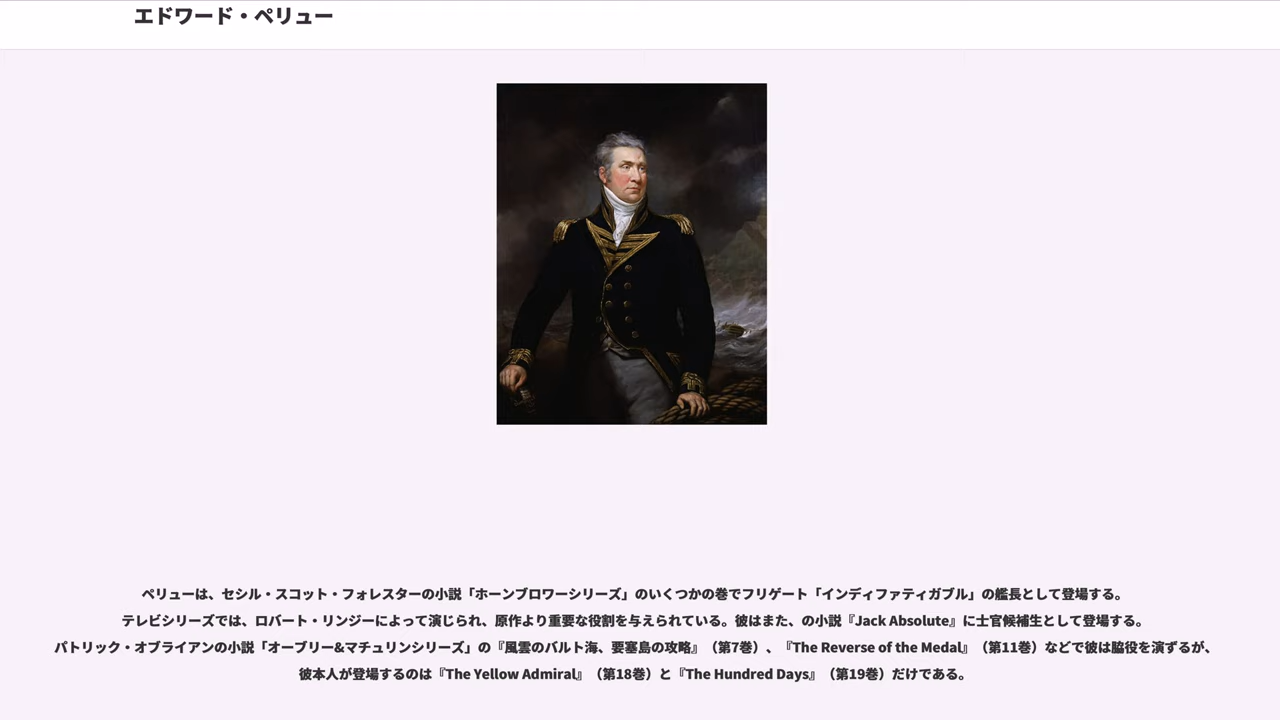 エドワード・ペリュー
ペリューは、セシル・スコット・フォレスターの小説「ホーンブロワーシリーズ」のいくつかの巻でフリゲート「インディファティガブル」の艦長として登場する。
テレビシリーズでは、ロバート・リンジーによって演じられ、原作より重要な役割を与えられている。彼はまた、の小説『Jack Absolute』に士官候補生として登場する。
パトリック・オブライアンの小説「オーブリー&マチュリンシリーズ」の『風雲のバルト海、要塞島の攻略』（第7巻）、『The Reverse of the Medal』（第11巻）などで彼は脇役を演ずるが、
彼本人が登場するのは『The Yellow Admiral』（第18巻）と『The Hundred Days』（第19巻）だけである。